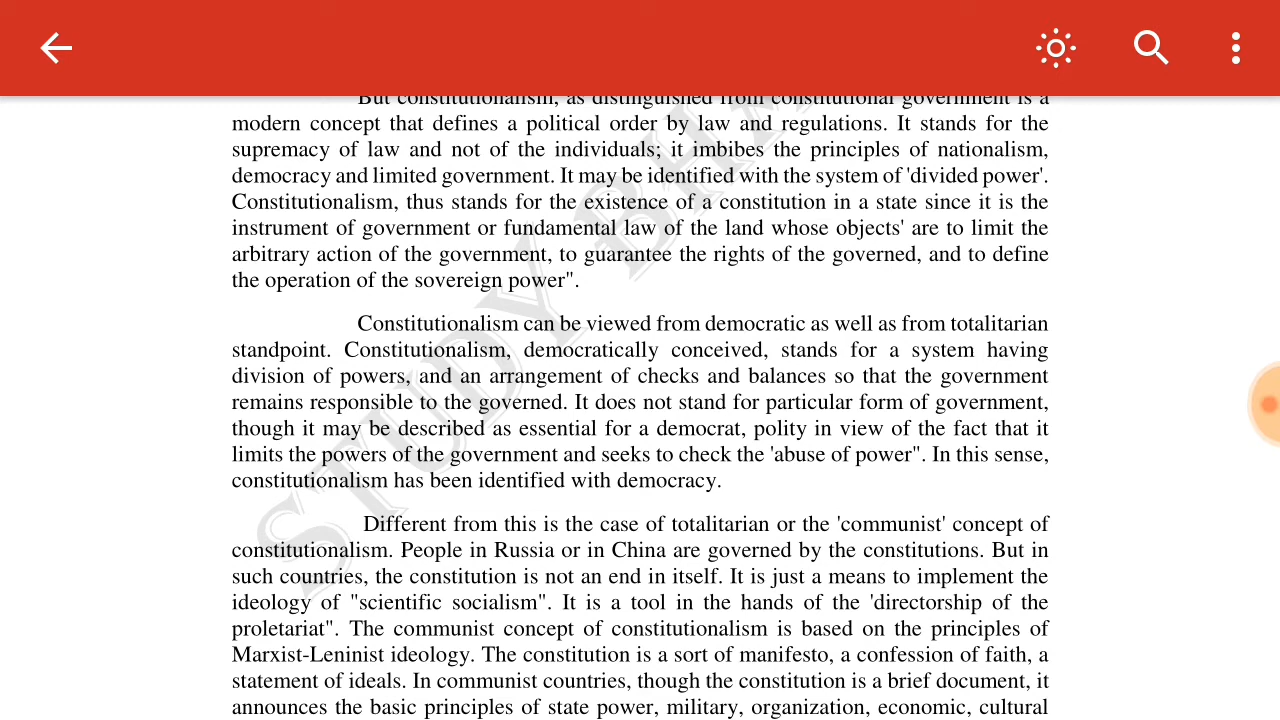 But constitutionalism, as distinguished from constitutional government is a
modern concept that defines a political order by law and regulations. It stands for the
supremacy of law and not of the individuals; it imbibes the principles of nationalism,
democracy and limited government. It may be identified with the system of 'divided power'.
Constitutionalism, thus stands for the existence of a constitution in a state since it is the
instrument of government or fundamental law of the land whose objects' are to limit the
arbitrary action of the government, to guarantee the rights of the governed, and to define
the operation of the sovereign power".
Constitutionalism can be viewed from democratic as well as from totalitarian
standpoint. Constitutionalism, democratically conceived, stands for a system having
division of powers, and an arrangement of checks and balances so that the government
remains responsible to the governed. It does not stand for particular form of government,
though it may be described as essential for a democrat, polity in view of the fact that it
limits the powers of the government and seeks to check the 'abuse of power". In this sense,
constitutionalism has been identified with democracy.
Different from this is the case of totalitarian or the 'communist' concept of
constitutionalism. People in Russia or in China are governed by the constitutions. But in
such countries, the constitution is not an end in itself. It is just a means to implement the
ideology of "scientific socialism". It is a tool in the hands of the 'directorship of the
proletariat". The communist concept of constitutionalism is based on the principles of
Marxist-Leninist ideology. The constitution is a sort of manifesto, a confession of faith, a
statement of ideals. In communist countries, though the constitution is a brief document, it
announces the basic principles of state power, military, organization, economic, cultural
STUDY